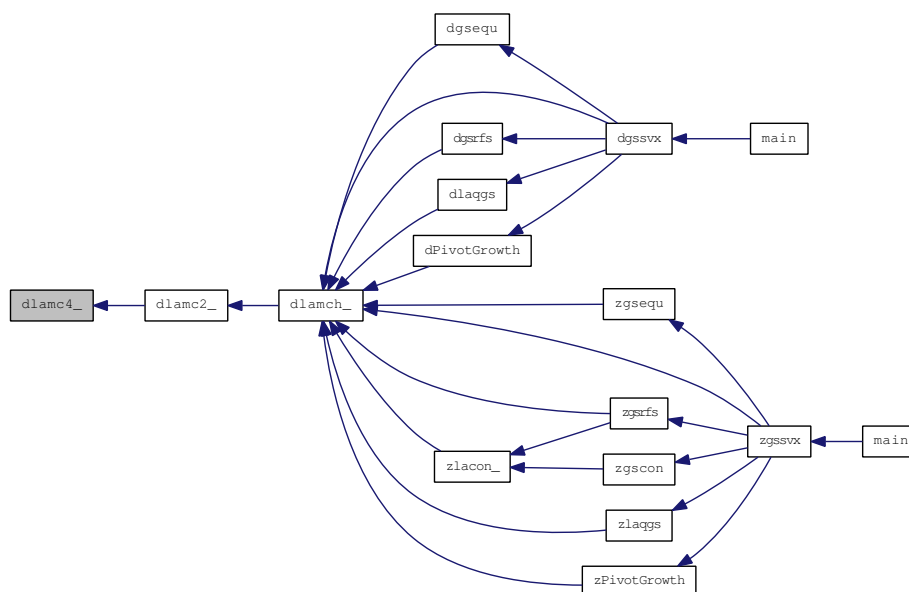 dgsequ
dgsrfs
dgssvx
main
dlaqgs
dPivotGrowth
dlamc4_
dlamc2_
dlamch_
zgsequ
zgsrfs
zgssvx
main
zlacon_
zgscon
zlaqgs
zPivotGrowth